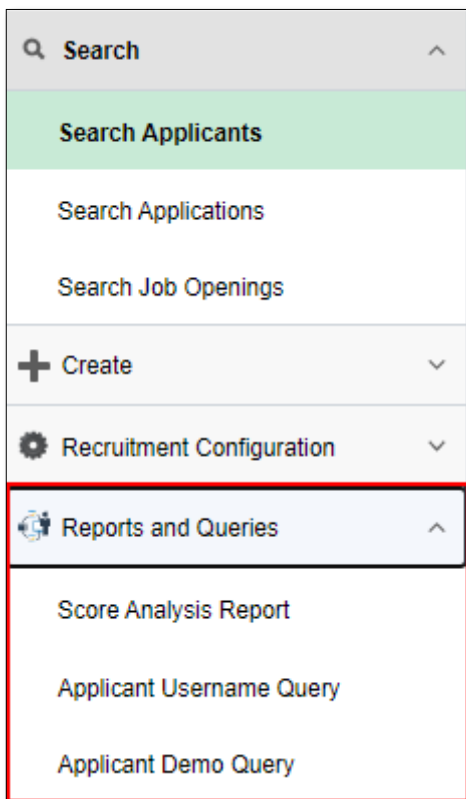 Search
Search Applicants
Search Applications
Search Job Openings
Create
Recruitment Configuration
Reports and Queries
Score Analysis Report
Applicant Username Query
Applicant Demo Query